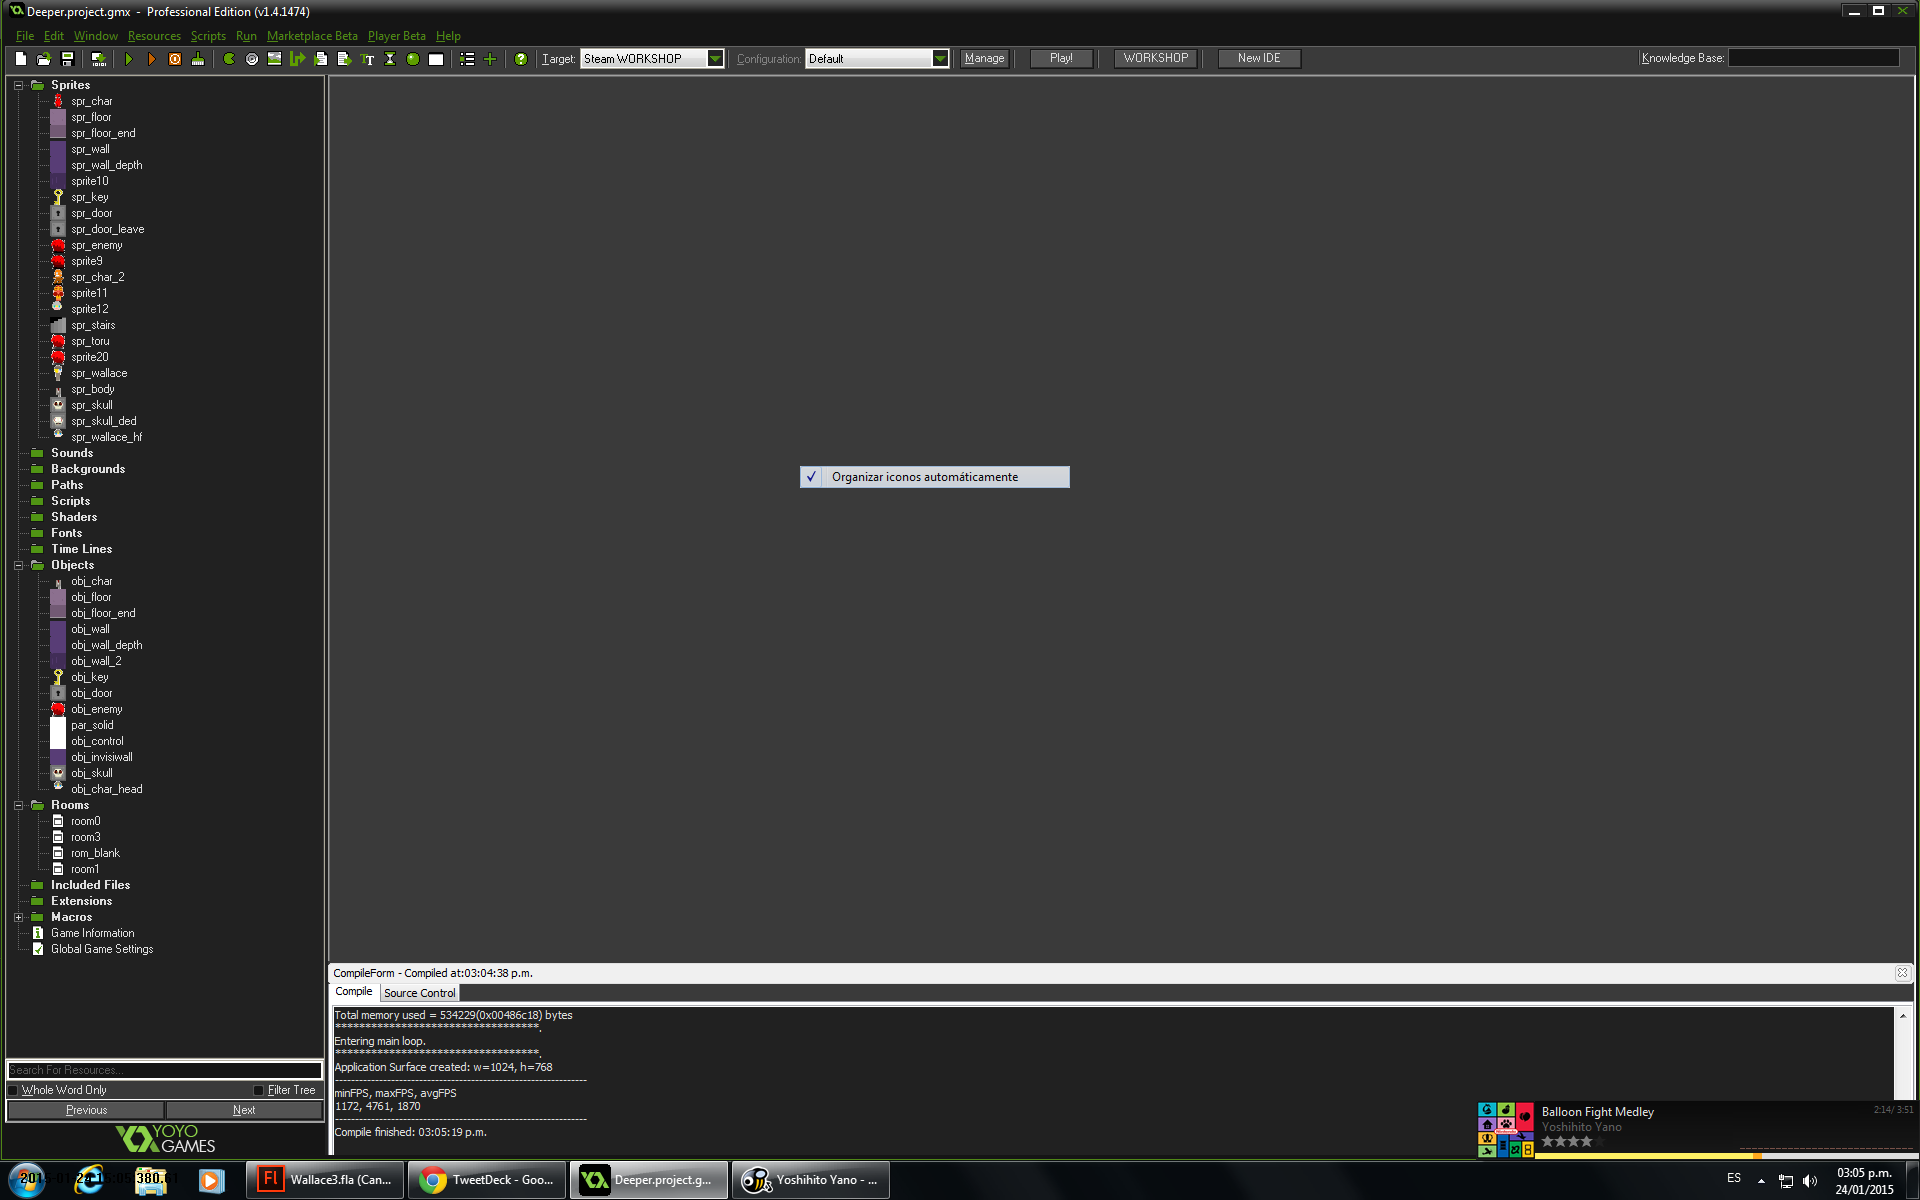 Deeper.project.gmx - Professional Edition (v1.4.1474)
File Edit Window Resources Scripts Run Marketplace Beta Player Beta Help
Target: Steam WORKSHOP Configuration: Default Manage Play! WORKSHOP New IDE Knowledge Base:
Sprites
spr_char
spr_floor
spr_floor_end
spr_wall
spr_wall_depth
sprite10
spr_key
spr_door
spr_door_leave
spr_enemy
sprite9
spr_char_2
sprite11
sprite12
spr_stairs
spr_toru
sprite20
spr_wallace
spr_body
spr_skull
spr_skull_ded
spr_wallace_hf
Sounds
Backgrounds
Paths
Scripts
Shaders
Fonts
Time Lines
Objects
obj_char
obj_floor
obj_floor_end
obj_wall
obj_wall_depth
obj_wall_2
obj_key
obj_door
obj_enemy
par_solid
obj_control
obj_invisiwall
obj_skull
obj_char_head
Rooms
room0
room3
rom_blank
room1
Included Files
Extensions
Macros
Game Information
Global Game Settings
Search For Resources...
Whole Word Only Filter Tree
Previous Next
YOYO
GAMES
Organizar iconos automáticamente
CompileForm - Compiled at:03:04:38 p.m.
Compile Source Control
Total memory used = 534229(0x00486c18) bytes
**********************************.
Entering main loop.
**********************************.
Application Surface created: w=1024, h=768
------------------------------------------------------------
minFPS, maxFPS, avgFPS
1172, 4761, 1870
------------------------------------------------------------
Compile finished: 03:05:19 p.m.
Balloon Fight Medley 2:14/ 3:51
Yoshihito Yano
Fl Wallace3.fla (Can... TweetDeck - Goo... Deeper.project.g... Yoshihito Yano - ...
ES 03:05 p.m.
24/01/2015